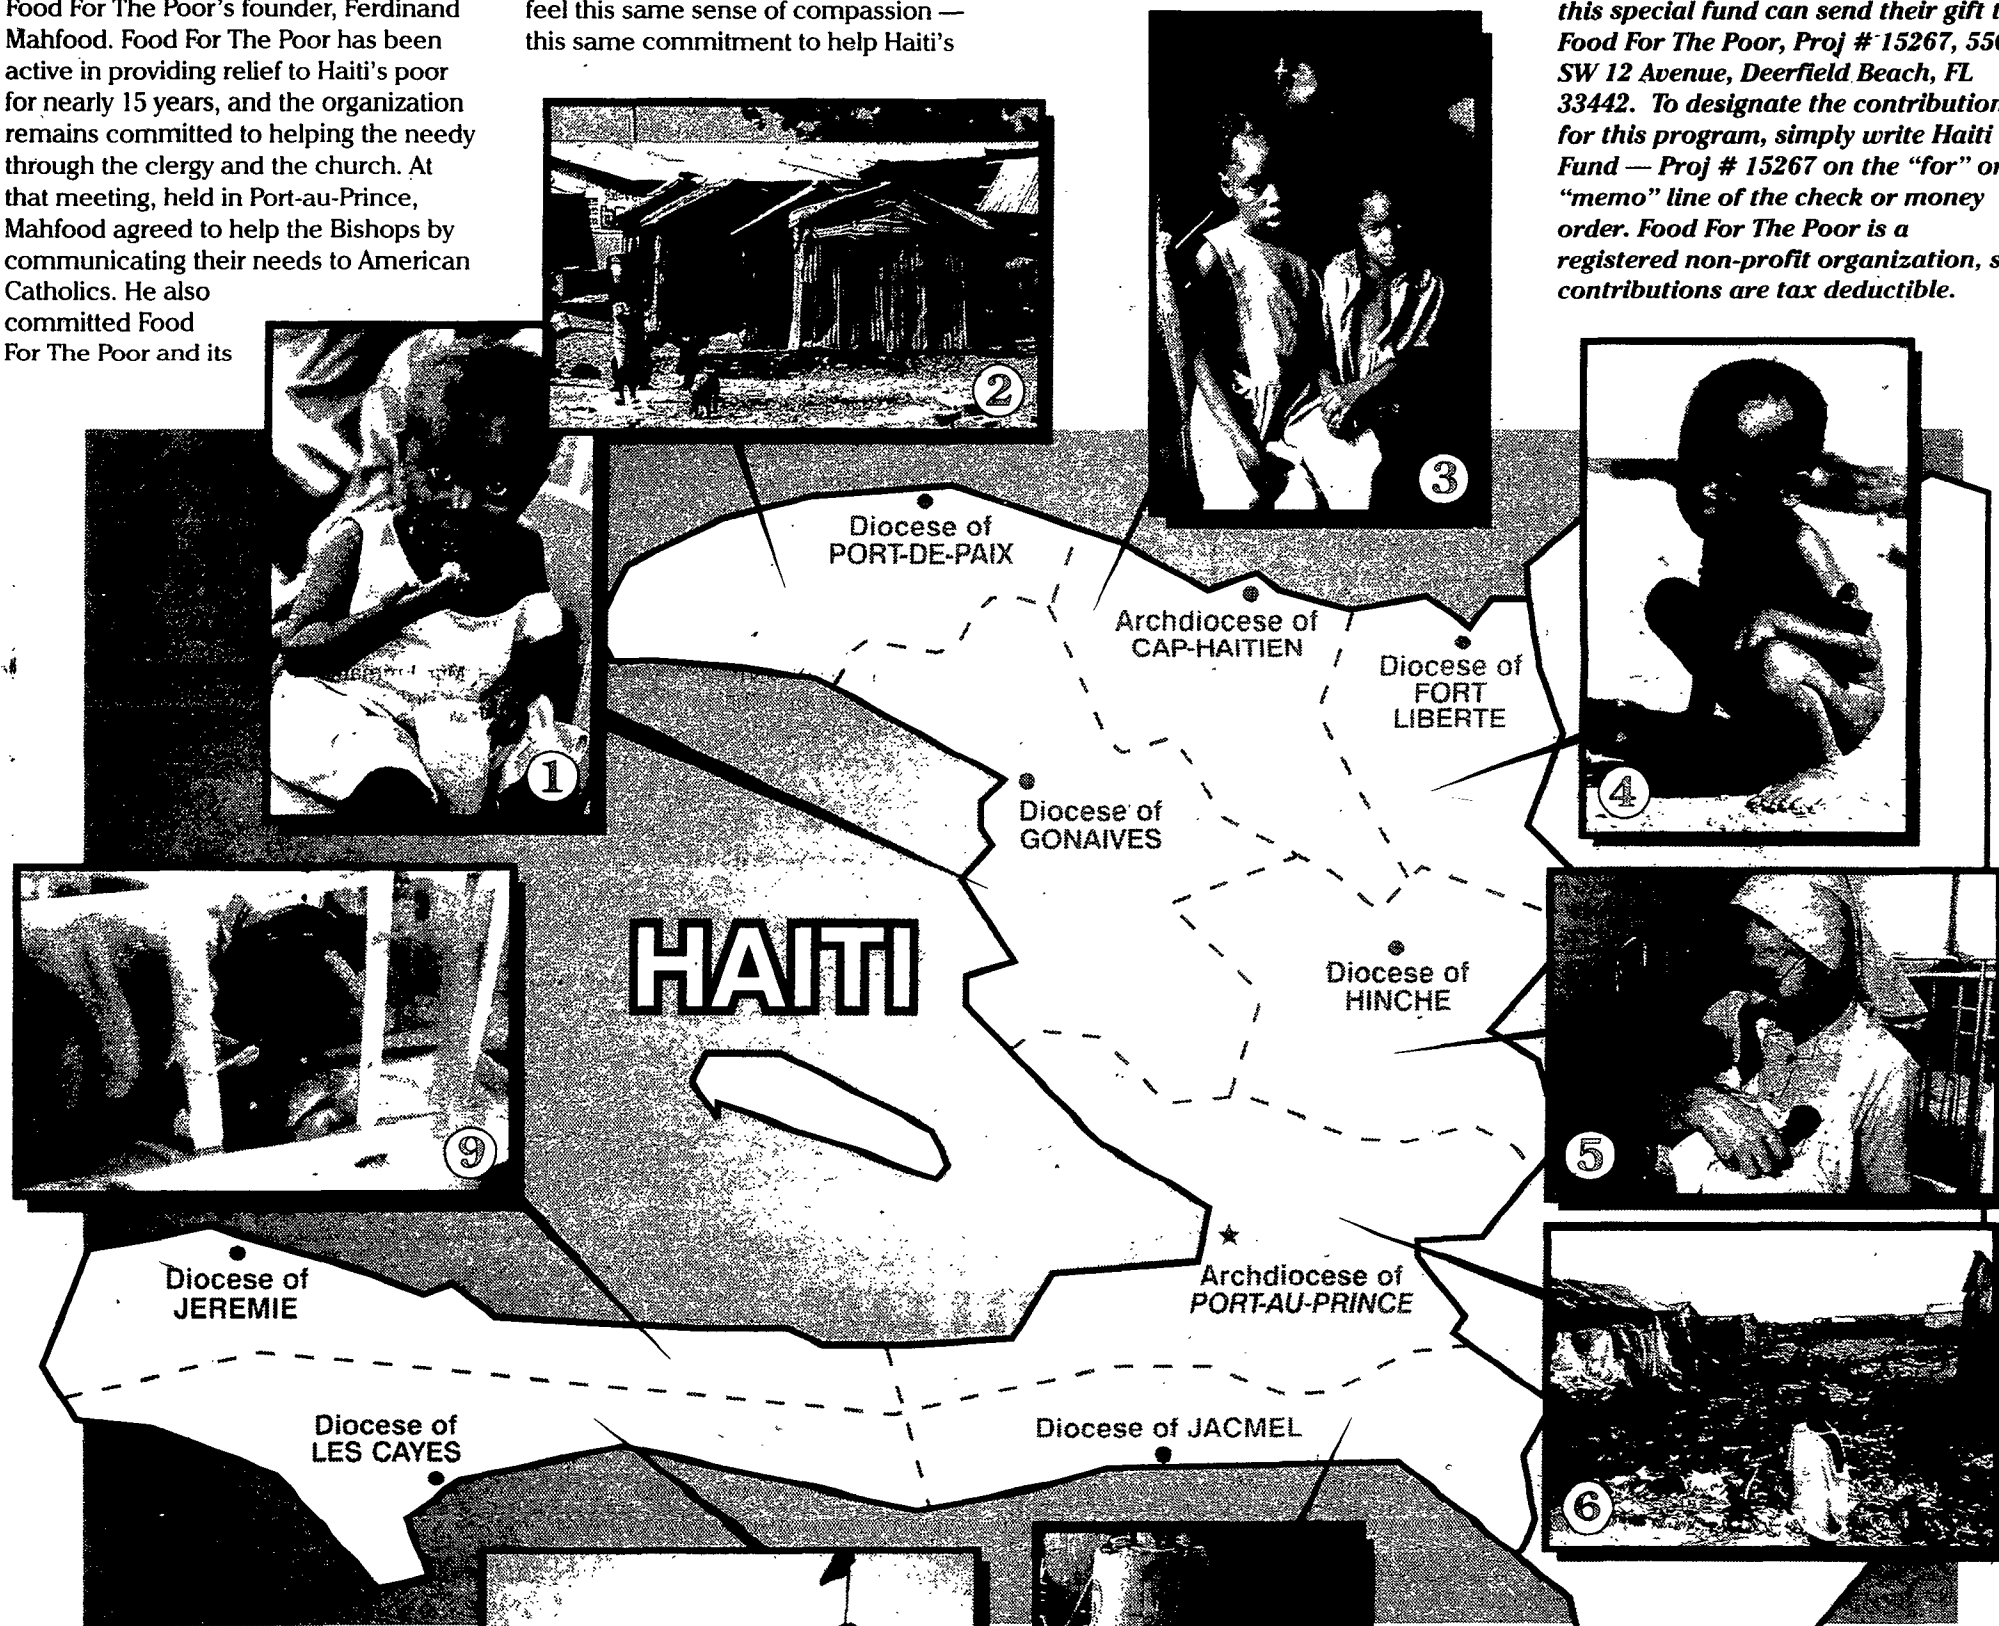 Food For The Poor's founder, Ferdinand
Mahfood. Food For The Poor has been
active in providing relief to Haiti's poor
for nearly 15 years, and the organization
remains committed to helping the needy
through the clergy and the church. At
that meeting, held in Port-au-Prince,
Mahfood agreed to help the Bishops by
communicating their needs to American
Catholics. He also
committed Food
For The Poor and its
feel this same sense of compassion —
this same commitment to help Haiti's
this special fund can send their gift
Food For The Poor, Proj # 15267,
SW 12 Avenue, Deerfield Beach, FL
33442. To designate the contribution
for this program, simply write Haiti
Fund — Proj # 15267 on the “for” or
“memo” line of the check or money
order. Food For The Poor is a
registered non-profit organization,
contributions are tax deductible.
2
3
1
4
Diocese of
PORT-DE-PAIX
Archdiocese of
CAP-HAITIEN
Diocese of
FORT
LIBERTE
Diocese of
GONAIVES
HAITI
Diocese of
HINCHE
9
5
Diocese of
JEREMIE
Archdiocese of
PORT-AU-PRINCE
Diocese of
LES CAYES
Diocese of JACMEL
6